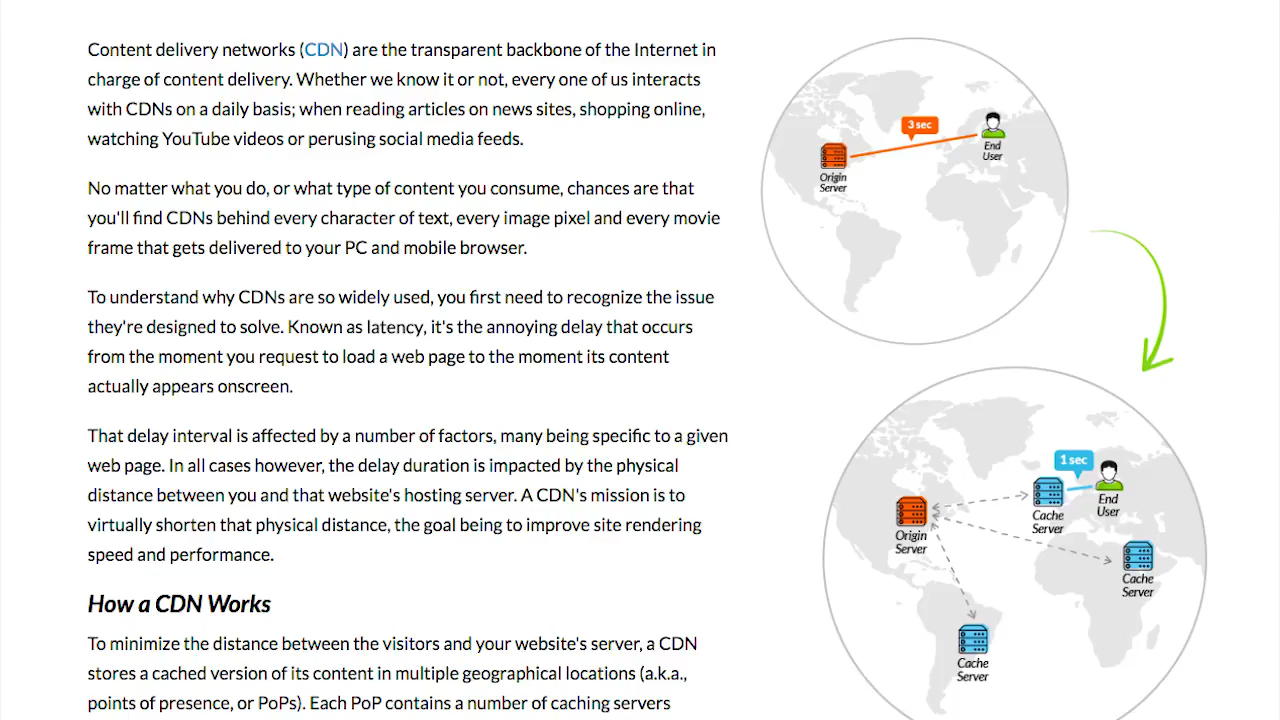 Content delivery networks (CDN) are the transparent backbone of the Internet in
charge of content delivery. Whether we know it or not, every one of us interacts
with CDNs on a daily basis; when reading articles on news sites, shopping online,
watching YouTube videos or perusing social media feeds.
No matter what you do, or what type of content you consume, chances are that
you'll find CDNs behind every character of text, every image pixel and every movie
frame that gets delivered to your PC and mobile browser.
To understand why CDNs are so widely used, you first need to recognize the issue
they're designed to solve. Known as latency, it's the annoying delay that occurs
from the moment you request to load a web page to the moment its content
actually appears onscreen.
That delay interval is affected by a number of factors, many being specific to a given
web page. In all cases however, the delay duration is impacted by the physical
distance between you and that website's hosting server. A CDN's mission is to
virtually shorten that physical distance, the goal being to improve site rendering
speed and performance.
How a CDN Works
To minimize the distance between the visitors and your website's server, a CDN
stores a cached version of its content in multiple geographical locations (a.k.a.,
points of presence, or PoPs). Each PoP contains a number of caching servers
3 sec
End
User
Origin
Server
1 sec
End
User
Cache
Server
Origin
Server
Cache
Server
Cache
Server